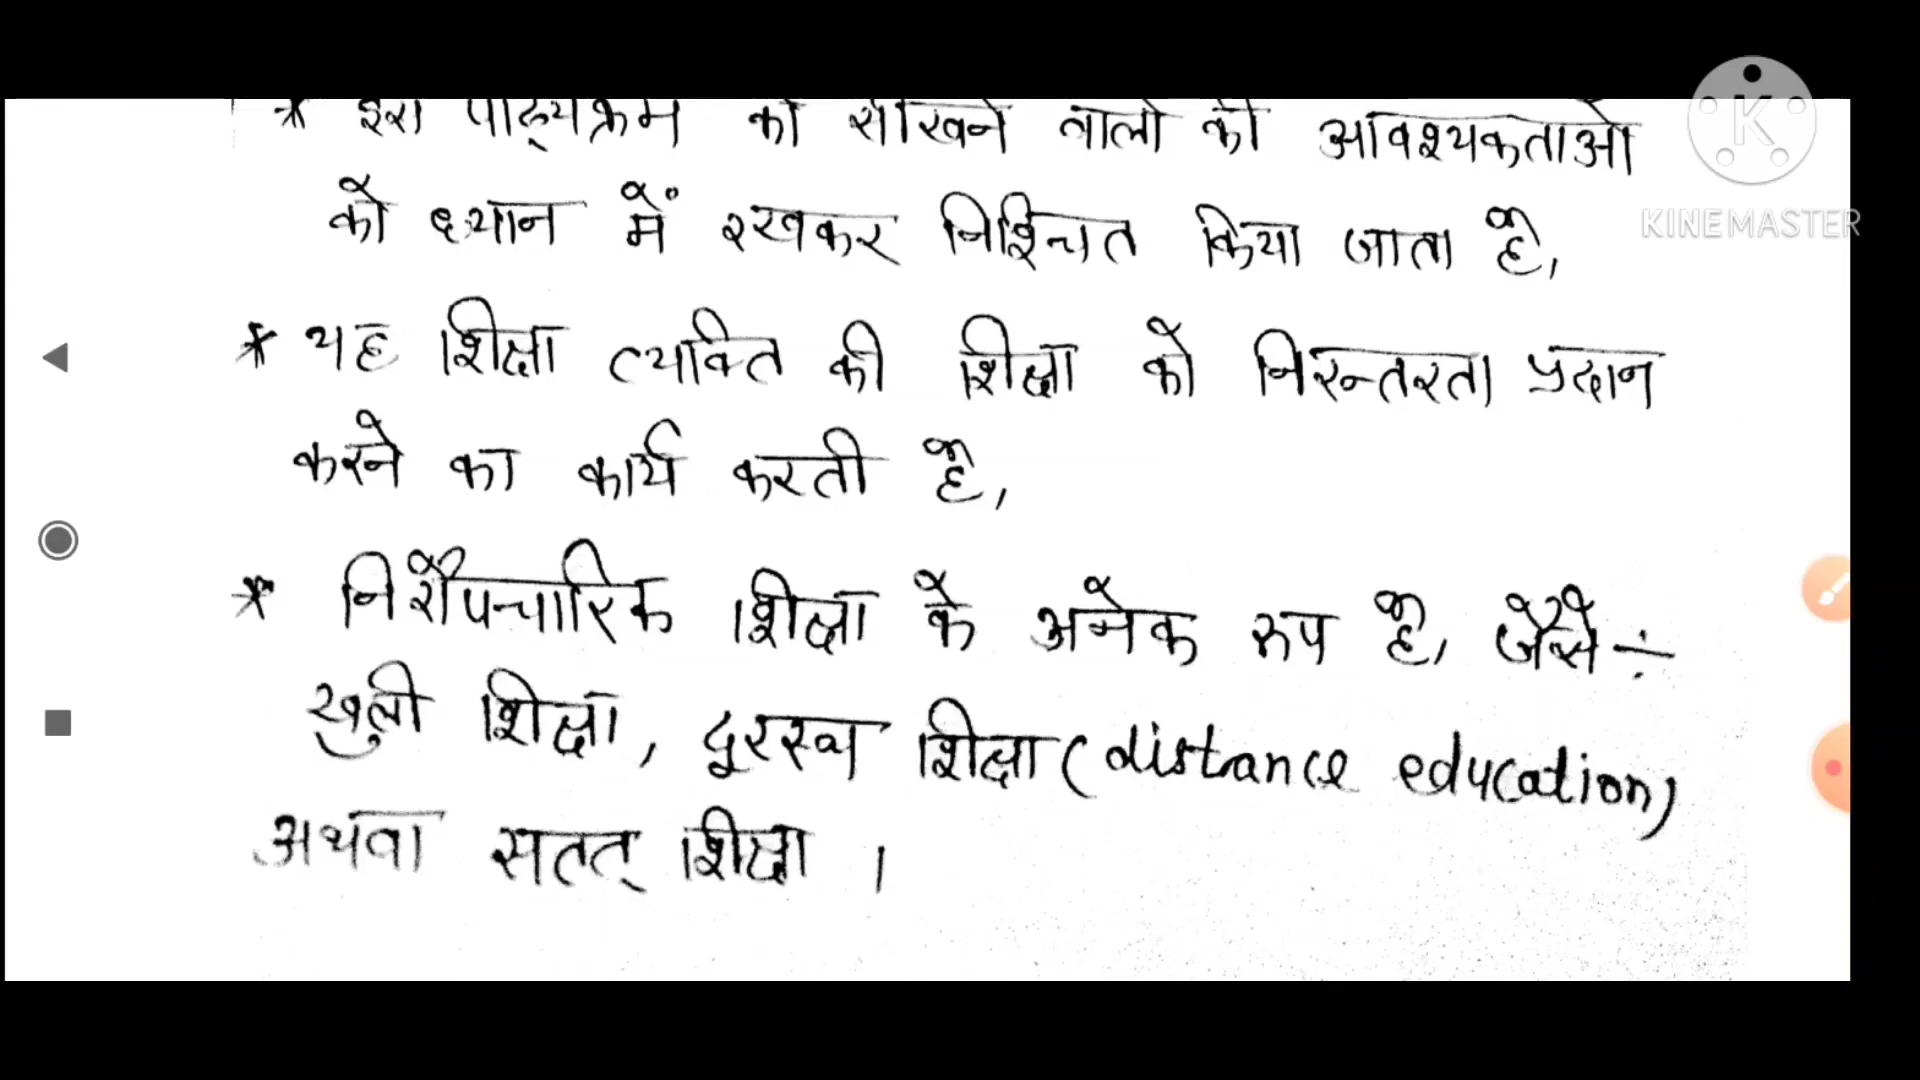 * इस पाठ्यक्रम को सीखने वालो की आवश्यकताओ
KINEMASTER
को ध्यान में रखकर निश्चित किया जाता है,
* यह शिक्षा व्यक्ति की शिक्षा को निरन्तरता प्रदान
करने का कार्य करती है,
* निरौपचारिक शिक्षा के अनेक रुप है, जैसे ÷
खुली शिक्षा, दूरस्थ शिक्षा (distance education)
अथवा सतत् शिक्षा ।